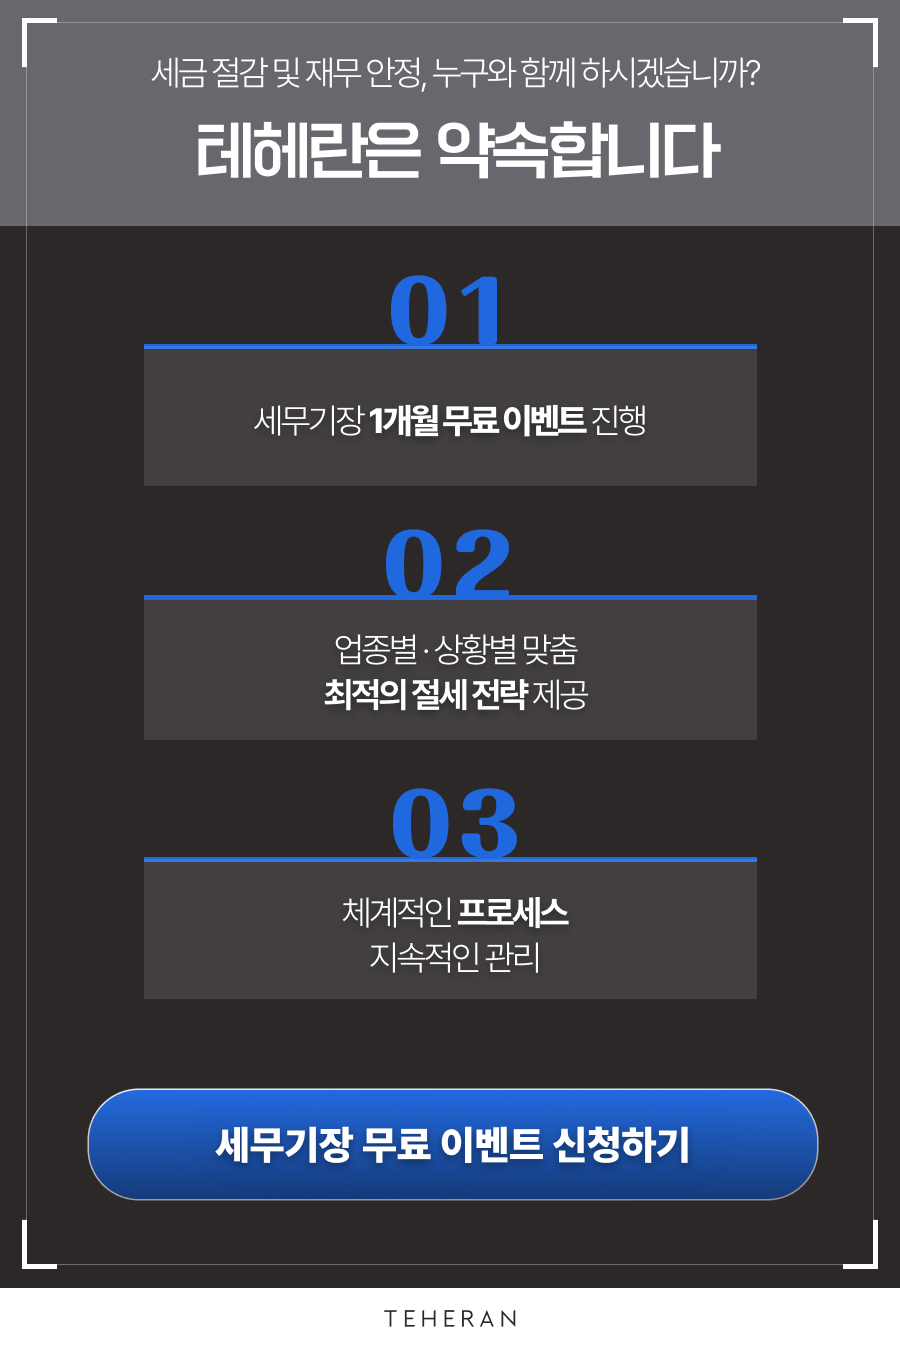 세금 절감 및 재무 안정, 누구와 함께 하시겠습니까?
테헤란은 약속합니다
01
세무기장 1개월 무료 이벤트 진행
02
업종별 · 상황별 맞춤
최적의 절세 전략 제공
03
체계적인 프로세스
지속적인 관리
세무기장 무료 이벤트 신청하기
TEHERAN